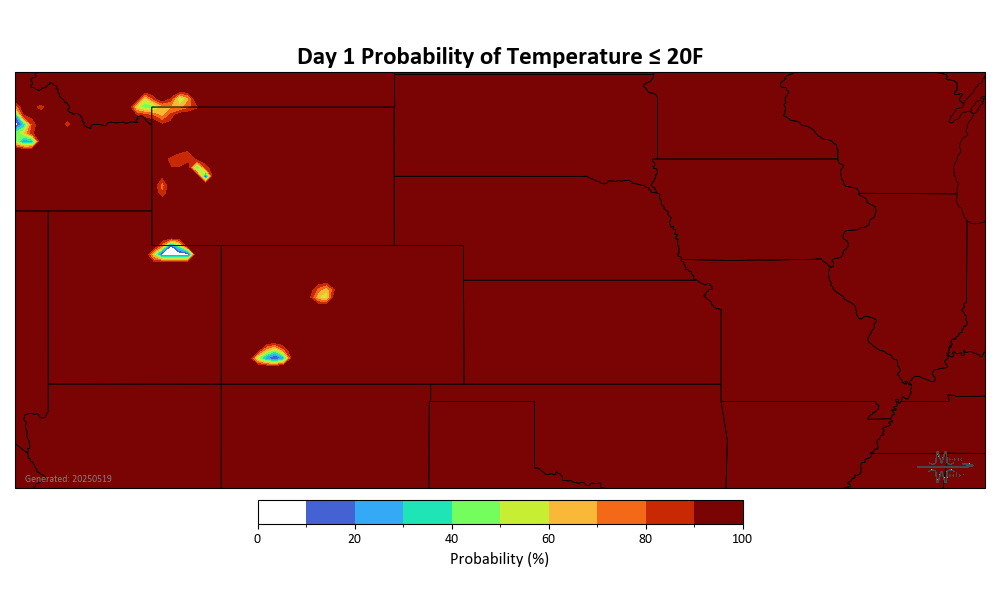 Day 1 Probability of Temperature ≤ 20F
Generated: 20250519
0 20 40 60 80 100
Probability (%)